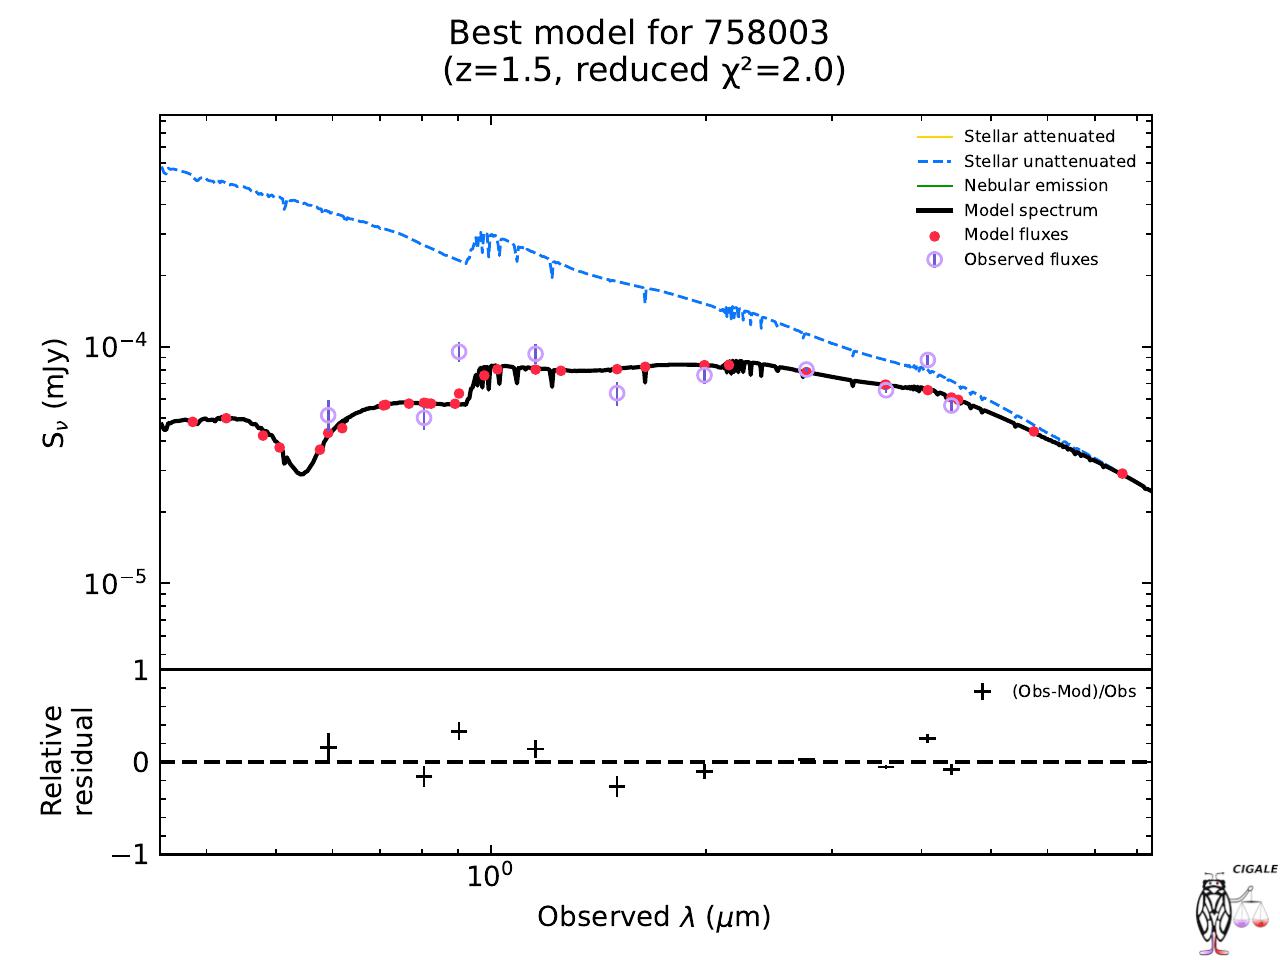 Best model for 758003
(z=1.5, reduced χ²=2.0)
Stellar attenuated
Stellar unattenuated
Nebular emission
Model spectrum
Model fluxes
Observed fluxes
10⁻⁴
10⁻⁵
S_ν (mJy)
1
0
−1
Relative
residual
(Obs-Mod)/Obs
10⁰
Observed λ (μm)
CIGALE